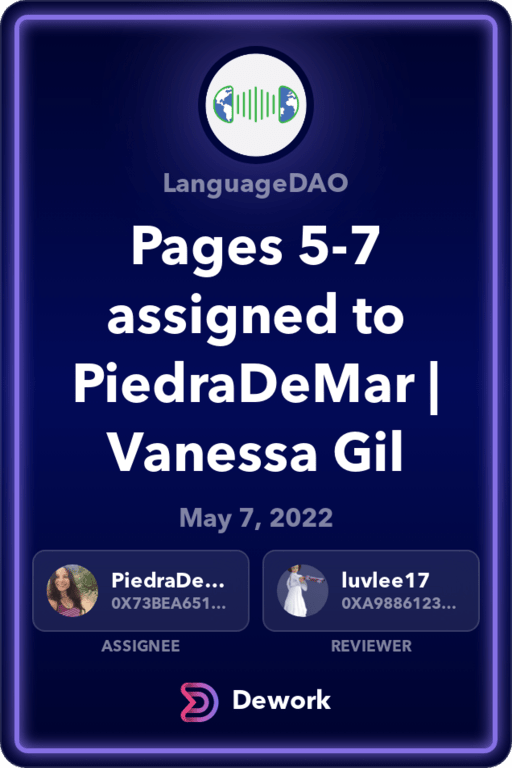 LanguageDAO
Pages 5-7
assigned to
PiedraDeMar |
Vanessa Gil
May 7, 2022
PiedraDe...
0X73BEA651...
luvlee17
0XA9886123...
ASSIGNEE
REVIEWER
Dework